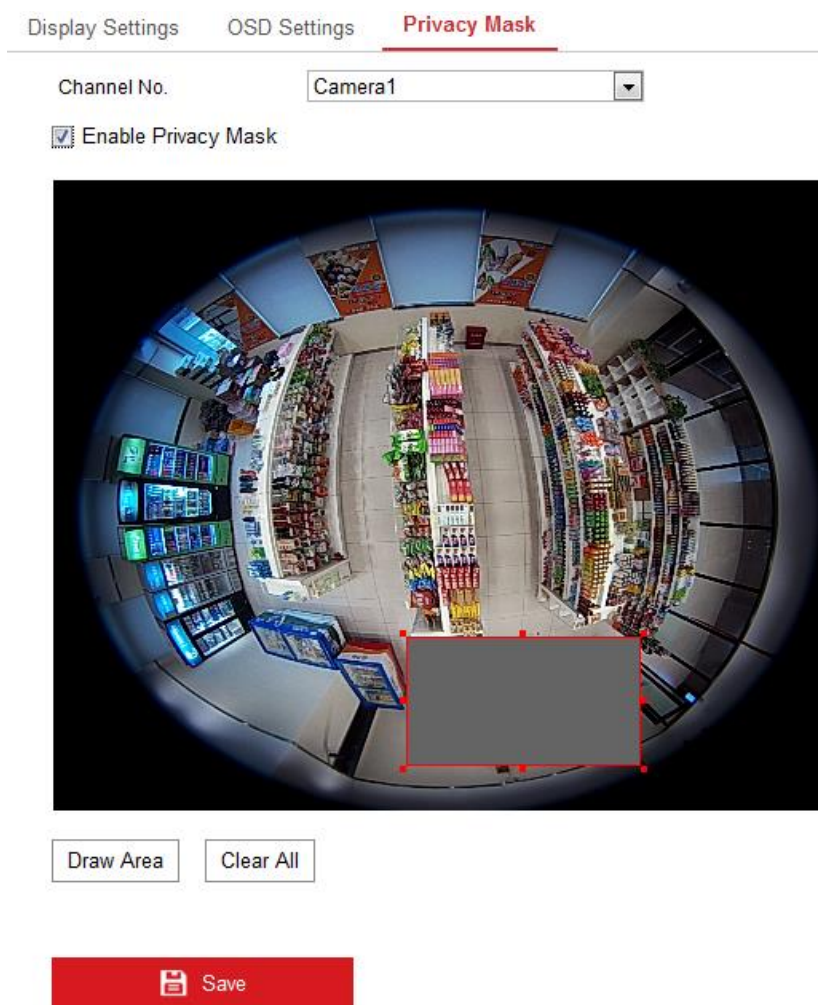 Display Settings OSD Settings Privacy Mask
Channel No. Camera1
Enable Privacy Mask
Draw Area Clear All
Save